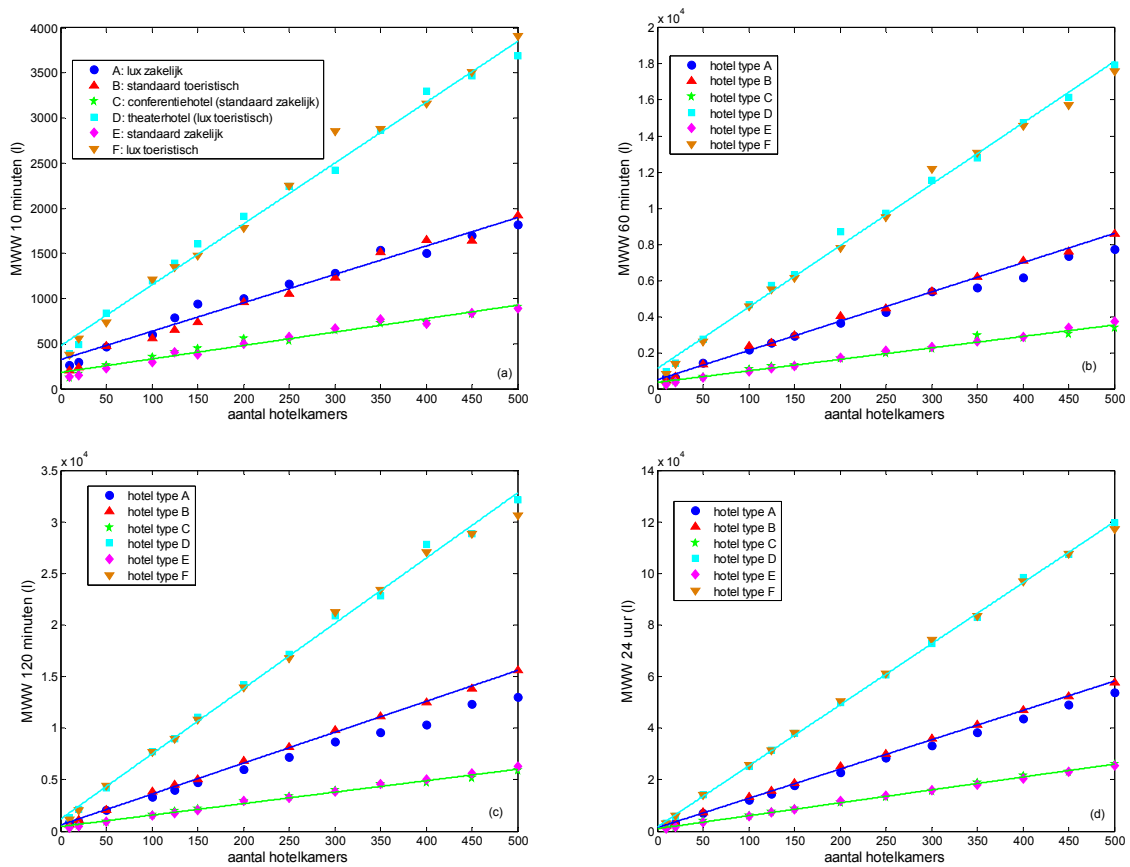 4000
3500
3000
2500
2000
1500
1000
500
0
MWW 10 minuten (l)
A: lux zakelijk
B: standaard toeristisch
C: conferentiehotel (standaard zakelijk)
D: theaterhotel (lux toeristisch)
E: standaard zakelijk
F: lux toeristisch
(a)
0 50 100 150 200 250 300 350 400 450 500
aantal hotelkamers
x 10^4
2
1.8
1.6
1.4
1.2
1
0.8
0.6
0.4
0.2
0
MWW 60 minuten (l)
hotel type A
hotel type B
hotel type C
hotel type D
hotel type E
hotel type F
(b)
0 50 100 150 200 250 300 350 400 450 500
aantal hotelkamers
x 10^4
3.5
3
2.5
2
1.5
1
0.5
0
MWW 120 minuten (l)
hotel type A
hotel type B
hotel type C
hotel type D
hotel type E
hotel type F
(c)
0 50 100 150 200 250 300 350 400 450 500
aantal hotelkamers
x 10^4
14
12
10
8
6
4
2
0
MWW 24 uur (l)
hotel type A
hotel type B
hotel type C
hotel type D
hotel type E
hotel type F
(d)
0 50 100 150 200 250 300 350 400 450 500
aantal hotelkamers